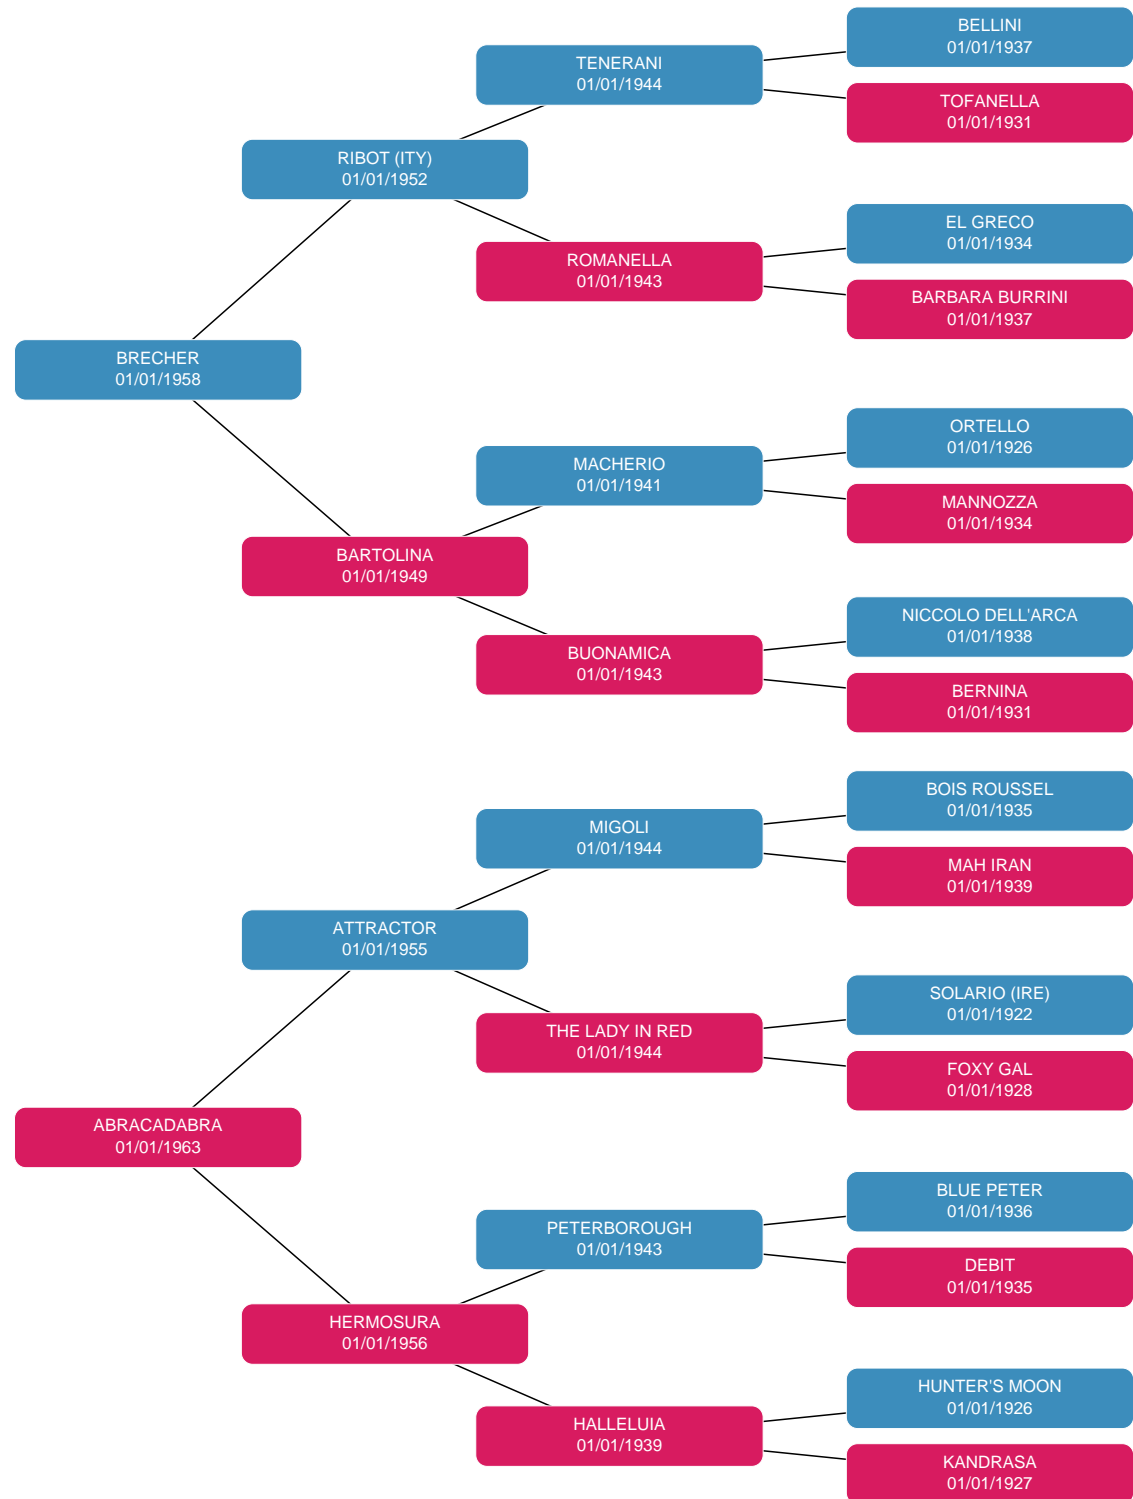 BELLINI
01/01/1937
TENERANI
01/01/1944
TOFANELLA
01/01/1931
RIBOT (ITY)
01/01/1952
EL GRECO
01/01/1934
ROMANELLA
01/01/1943
BARBARA BURRINI
01/01/1937
BRECHER
01/01/1958
ORTELLO
01/01/1926
MACHERIO
01/01/1941
MANNOZZA
01/01/1934
BARTOLINA
01/01/1949
NICCOLO DELL'ARCA
01/01/1938
BUONAMICA
01/01/1943
BERNINA
01/01/1931
BOIS ROUSSEL
01/01/1935
MIGOLI
01/01/1944
MAH IRAN
01/01/1939
ATTRACTOR
01/01/1955
SOLARIO (IRE)
01/01/1922
THE LADY IN RED
01/01/1944
FOXY GAL
01/01/1928
ABRACADABRA
01/01/1963
BLUE PETER
01/01/1936
PETERBOROUGH
01/01/1943
DEBIT
01/01/1935
HERMOSURA
01/01/1956
HUNTER'S MOON
01/01/1926
HALLELUIA
01/01/1939
KANDRASA
01/01/1927